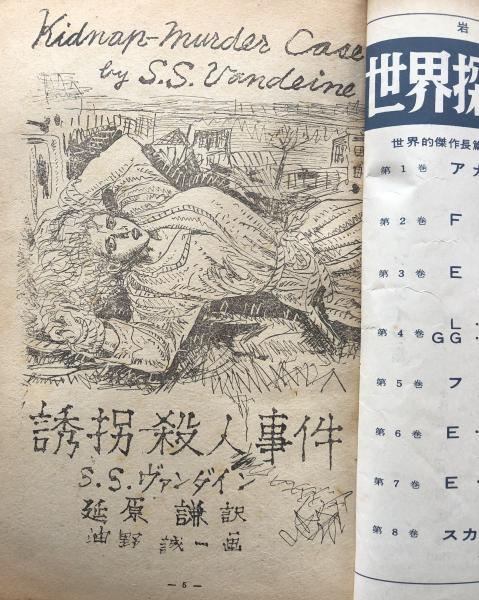 Kidnap-Murder Case
by S.S. Vandeine
誘拐殺人事件
S.S.ヴァンダイン
延原 謙 訳
油野 誠一 画
— 5 —
岩
世界探
世界的傑作長篇
第 1 巻 ア
第 2 巻 F
第 3 巻 E
第 4 巻 L・G G・
第 5 巻 フ
第 6 巻 E・
第 7 巻 E・
第 8 巻 スカ